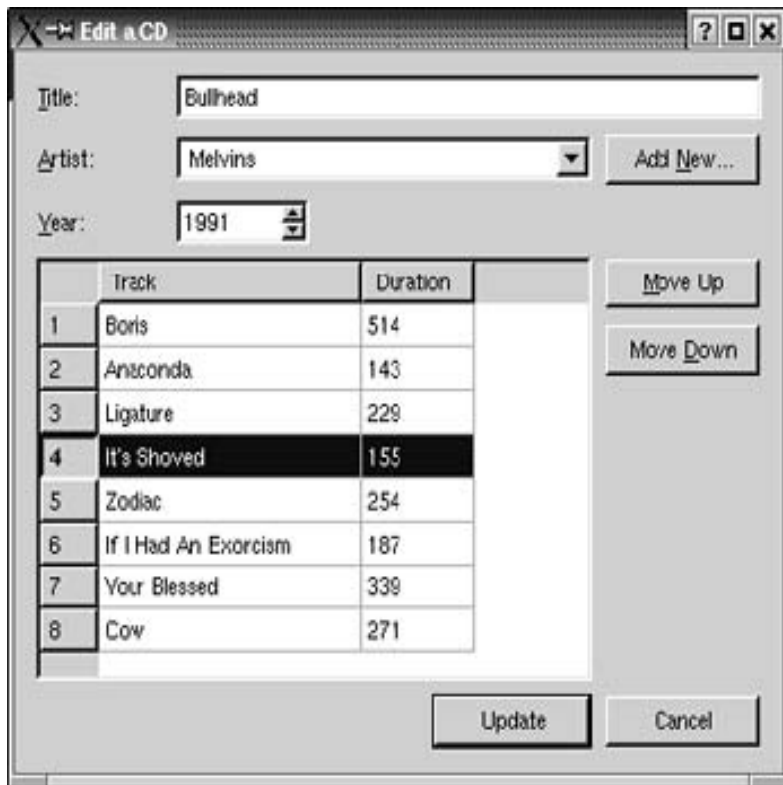 Edit a CD
Title: Bullhead
Artist: Melvins Add New...
Year: 1991
Track Duration
1 Boris 514
2 Anaconda 143
3 Ligature 229
4 It's Shoved 155
5 Zodiac 254
6 If I Had An Exorcism 187
7 Your Blessed 339
8 Cow 271
Move Up
Move Down
Update Cancel